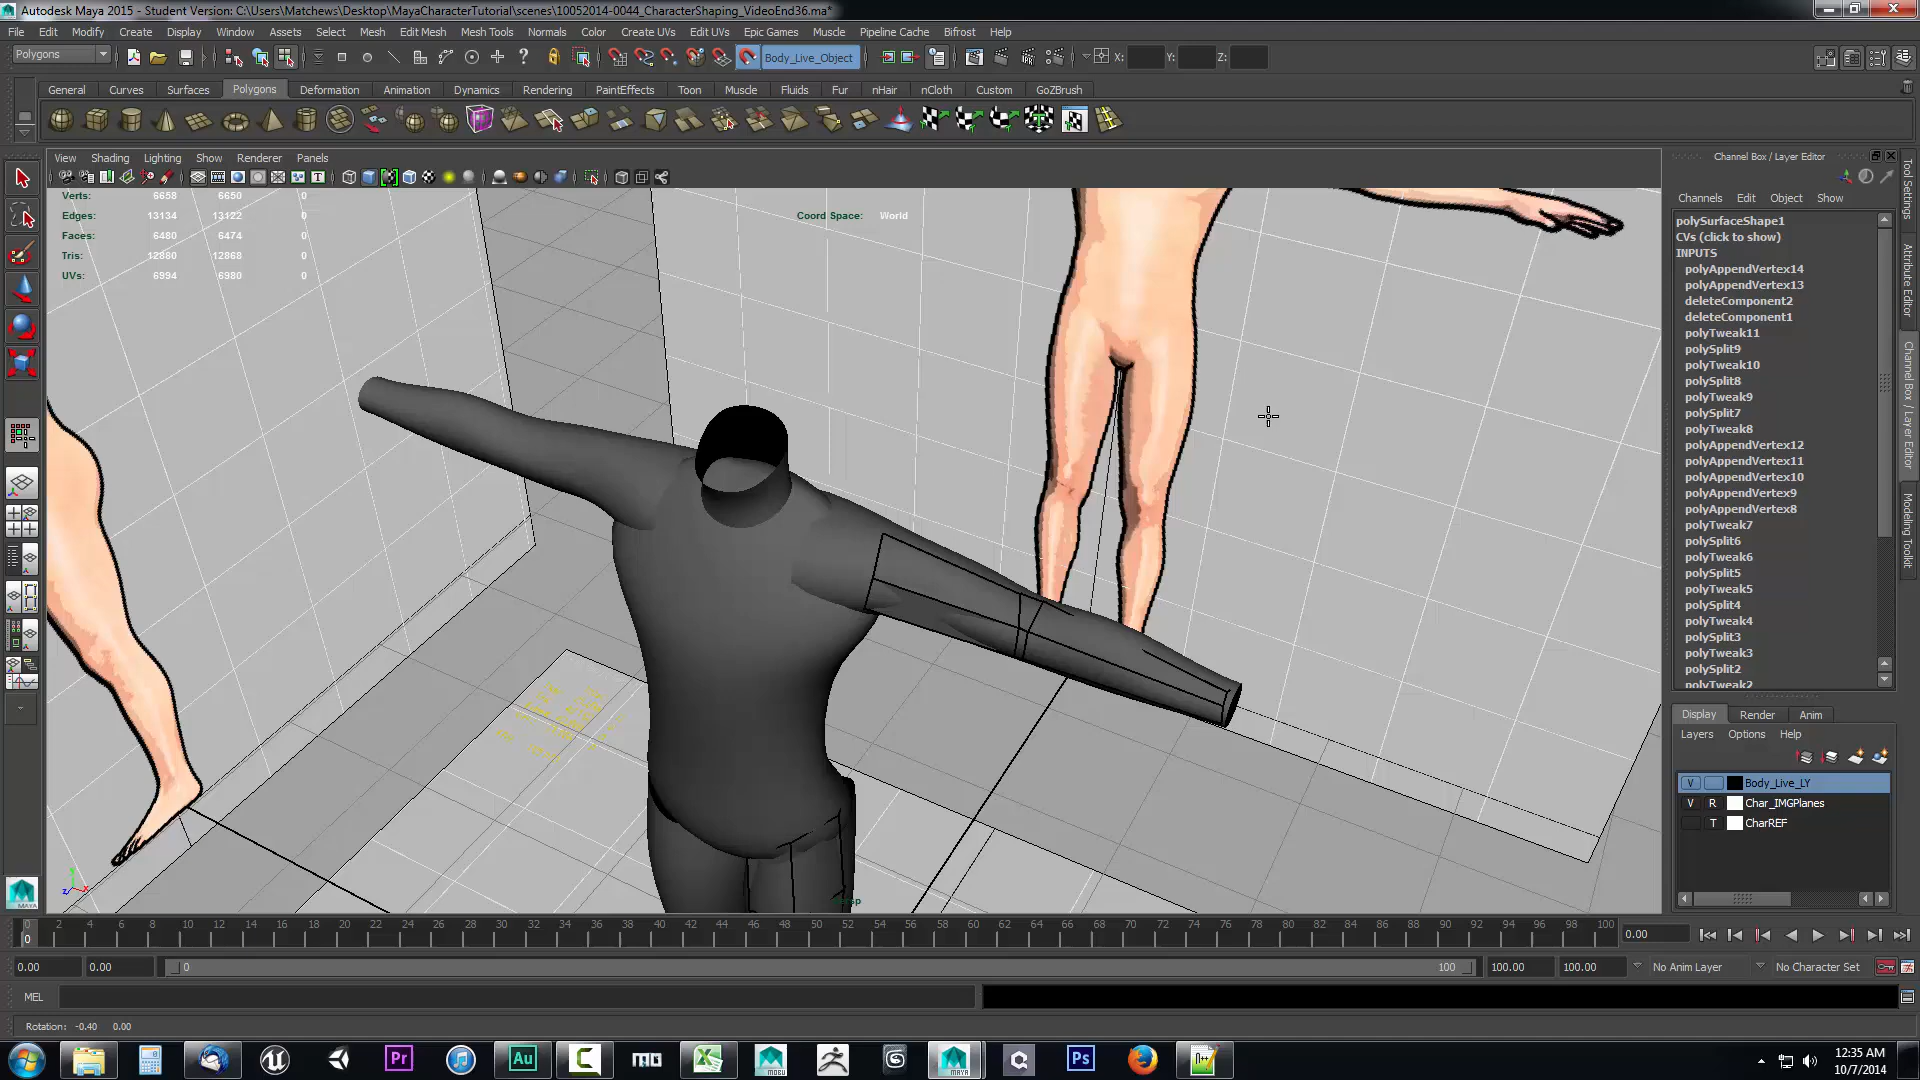 Autodesk Maya 2015 - Student Version: C:\Users\Matchews\Desktop\MayaCharacterTutorial\scenes\10052014-0044_CharacterShaping_VideoEnd36.ma*
File Edit Modify Create Display Window Assets Select Mesh Edit Mesh Mesh Tools Normals Color Create UVs Edit UVs Epic Games Muscle Pipeline Cache Bifrost Help
Polygons Body_Live_Object X: Y: Z:
General Curves Surfaces Polygons Deformation Animation Dynamics Rendering PaintEffects Toon Muscle Fluids Fur nHair nCloth Custom GoZBrush
View Shading Lighting Show Renderer Panels
Verts: 6658 6650 0
Edges: 13134 13122 0
Faces: 6480 6474 0
Tris: 12880 12868 0
UVs: 6994 6980 0
Coord Space: World
Channel Box / Layer Editor
Channels Edit Object Show
polySurfaceShape1
CVs (click to show)
INPUTS
polyAppendVertex14
polyAppendVertex13
deleteComponent2
deleteComponent1
polyTweak11
polySplit9
polyTweak10
polySplit8
polyTweak9
polySplit7
polyTweak8
polyAppendVertex12
polyAppendVertex11
polyAppendVertex10
polyAppendVertex9
polyAppendVertex8
polyTweak7
polySplit6
polyTweak6
polySplit5
polyTweak5
polySplit4
polyTweak4
polySplit3
polyTweak3
polySplit2
polyTweak2
Tool Settings
Attribute Editor
Channel Box / Layer Editor
Modeling Toolkit
Display Render Anim
Layers Options Help
V Body_Live_LY
V R Char_IMGPlanes
T CharREF
persp
0 2 4 6 8 10 12 14 16 18 20 22 24 26 28 30 32 34 36 38 40 42 44 46 48 50 52 54 56 58 60 62 64 66 68 70 72 74 76 78 80 82 84 86 88 90 92 94 96 98 100
0 0.00
0.00 0.00 0 100 100.00 100.00 No Anim Layer No Character Set
MEL
Rotation: -0.40 0.00
Pr Au C MOBU MAYA Ps
12:35 AM
10/7/2014